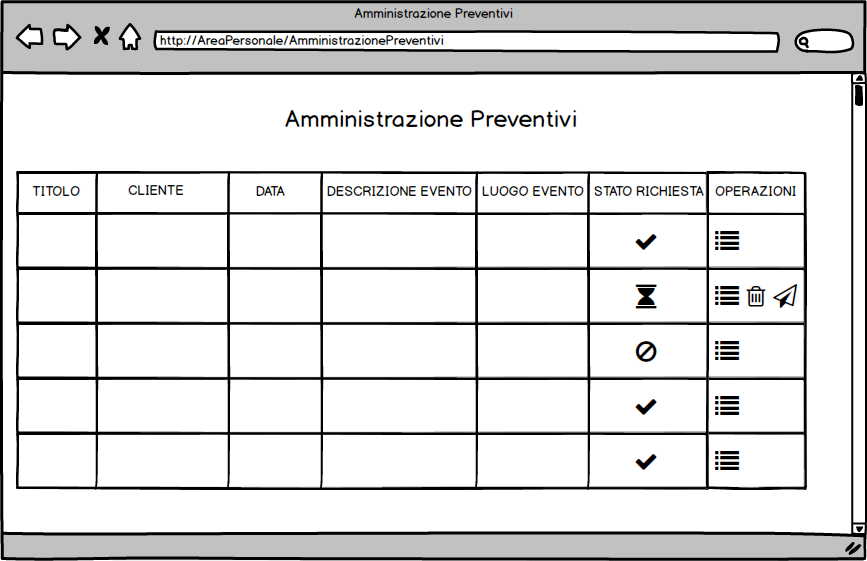 Amministrazione Preventivi
http://AreaPersonale/AmministrazionePreventivi
Amministrazione Preventivi
TITOLO CLIENTE DATA DESCRIZIONE EVENTO LUOGO EVENTO STATO RICHIESTA OPERAZIONI